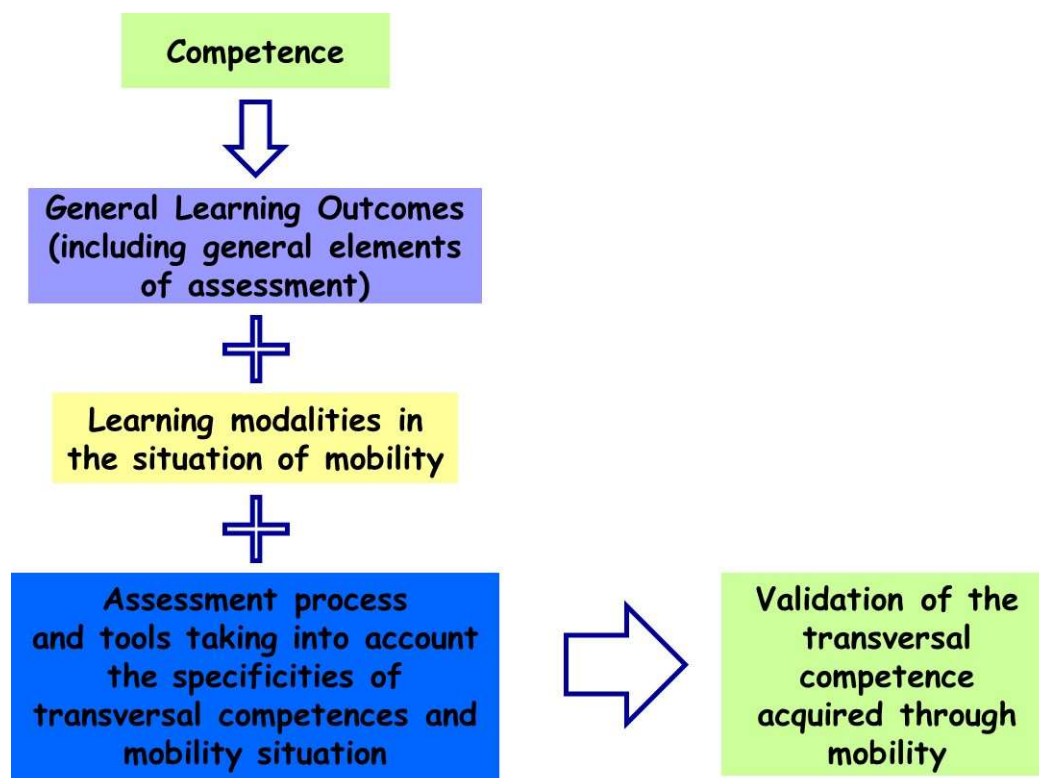 Competence
General Learning Outcomes
(including general elements
of assessment)
Learning modalities in
the situation of mobility
Assessment process
and tools taking into account
the specificities of
transversal competences and
mobility situation
Validation of the
transversal
competence
acquired through
mobility